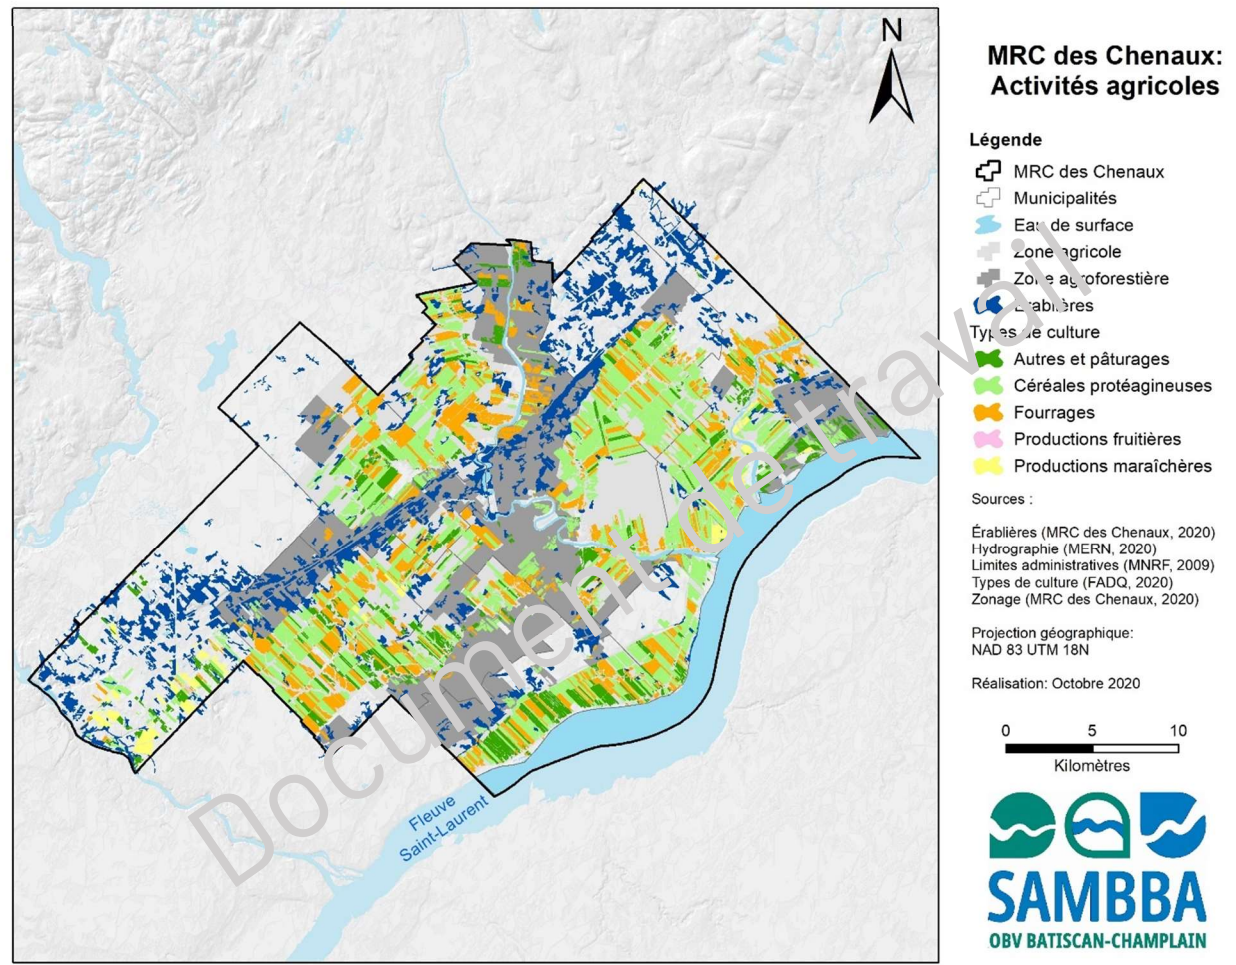 N
MRC des Chenaux:
Activités agricoles
Légende
MRC des Chenaux
Municipalités
Eau de surface
Zone agricole
Zone agroforestière
Érablières
Types de culture
Autres et pâturages
Céréales protéagineuses
Fourrages
Productions fruitières
Productions maraîchères
Sources :
Érablières (MRC des Chenaux, 2020)
Hydrographie (MERN, 2020)
Limites administratives (MNRF, 2009)
Types de culture (FADQ, 2020)
Zonage (MRC des Chenaux, 2020)
Projection géographique:
NAD 83 UTM 18N
Réalisation: Octobre 2020
0 5 10
Kilomètres
Fleuve
Saint-Laurent
Document de travail
SAMBBA
OBV BATISCAN-CHAMPLAIN